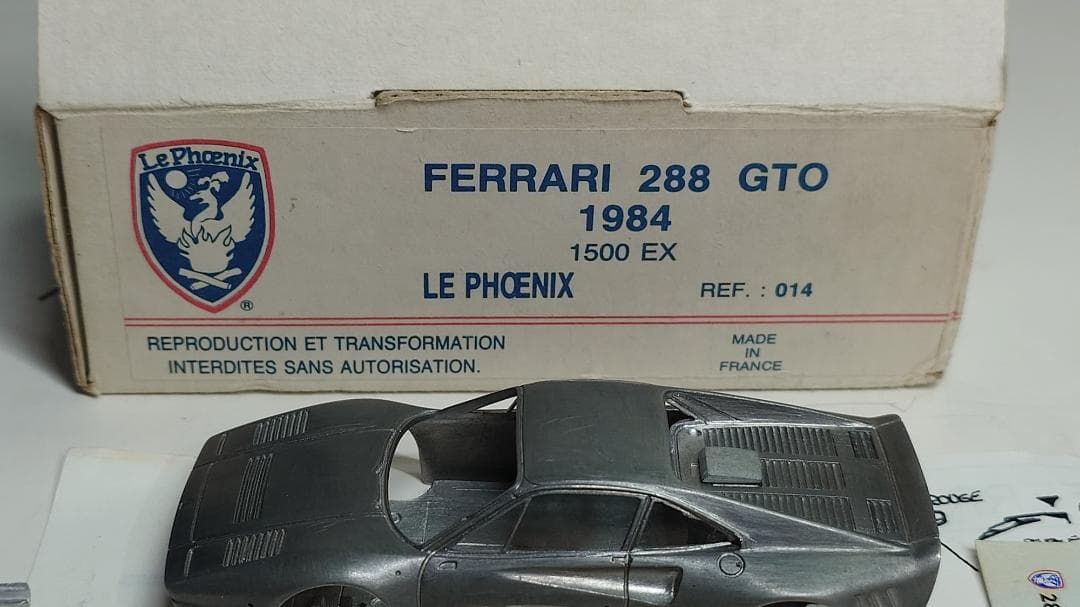 Le Phœnix
®
FERRARI 288 GTO
1984
1500 EX
LE PHŒNIX
REF. : 014
REPRODUCTION ET TRANSFORMATION
INTERDITES SANS AUTORISATION.
MADE
IN
FRANCE